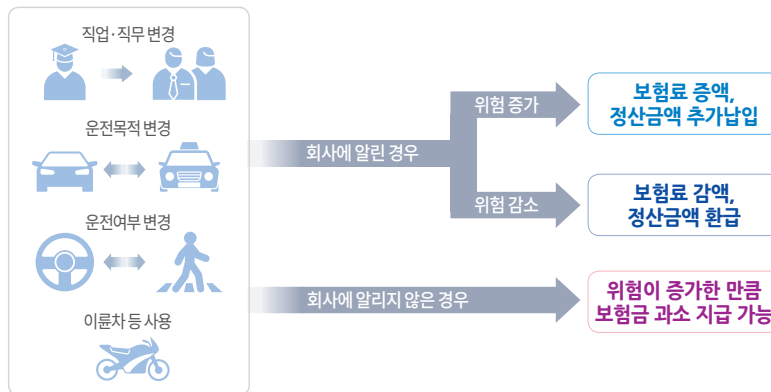 직업·직무 변경
운전목적 변경
운전여부 변경
이륜차 등 사용
회사에 알린 경우
위험 증가
위험 감소
회사에 알리지 않은 경우
보험료 증액,
정산금액 추가납입
보험료 감액,
정산금액 환급
위험이 증가한 만큼
보험금 과소 지급 가능